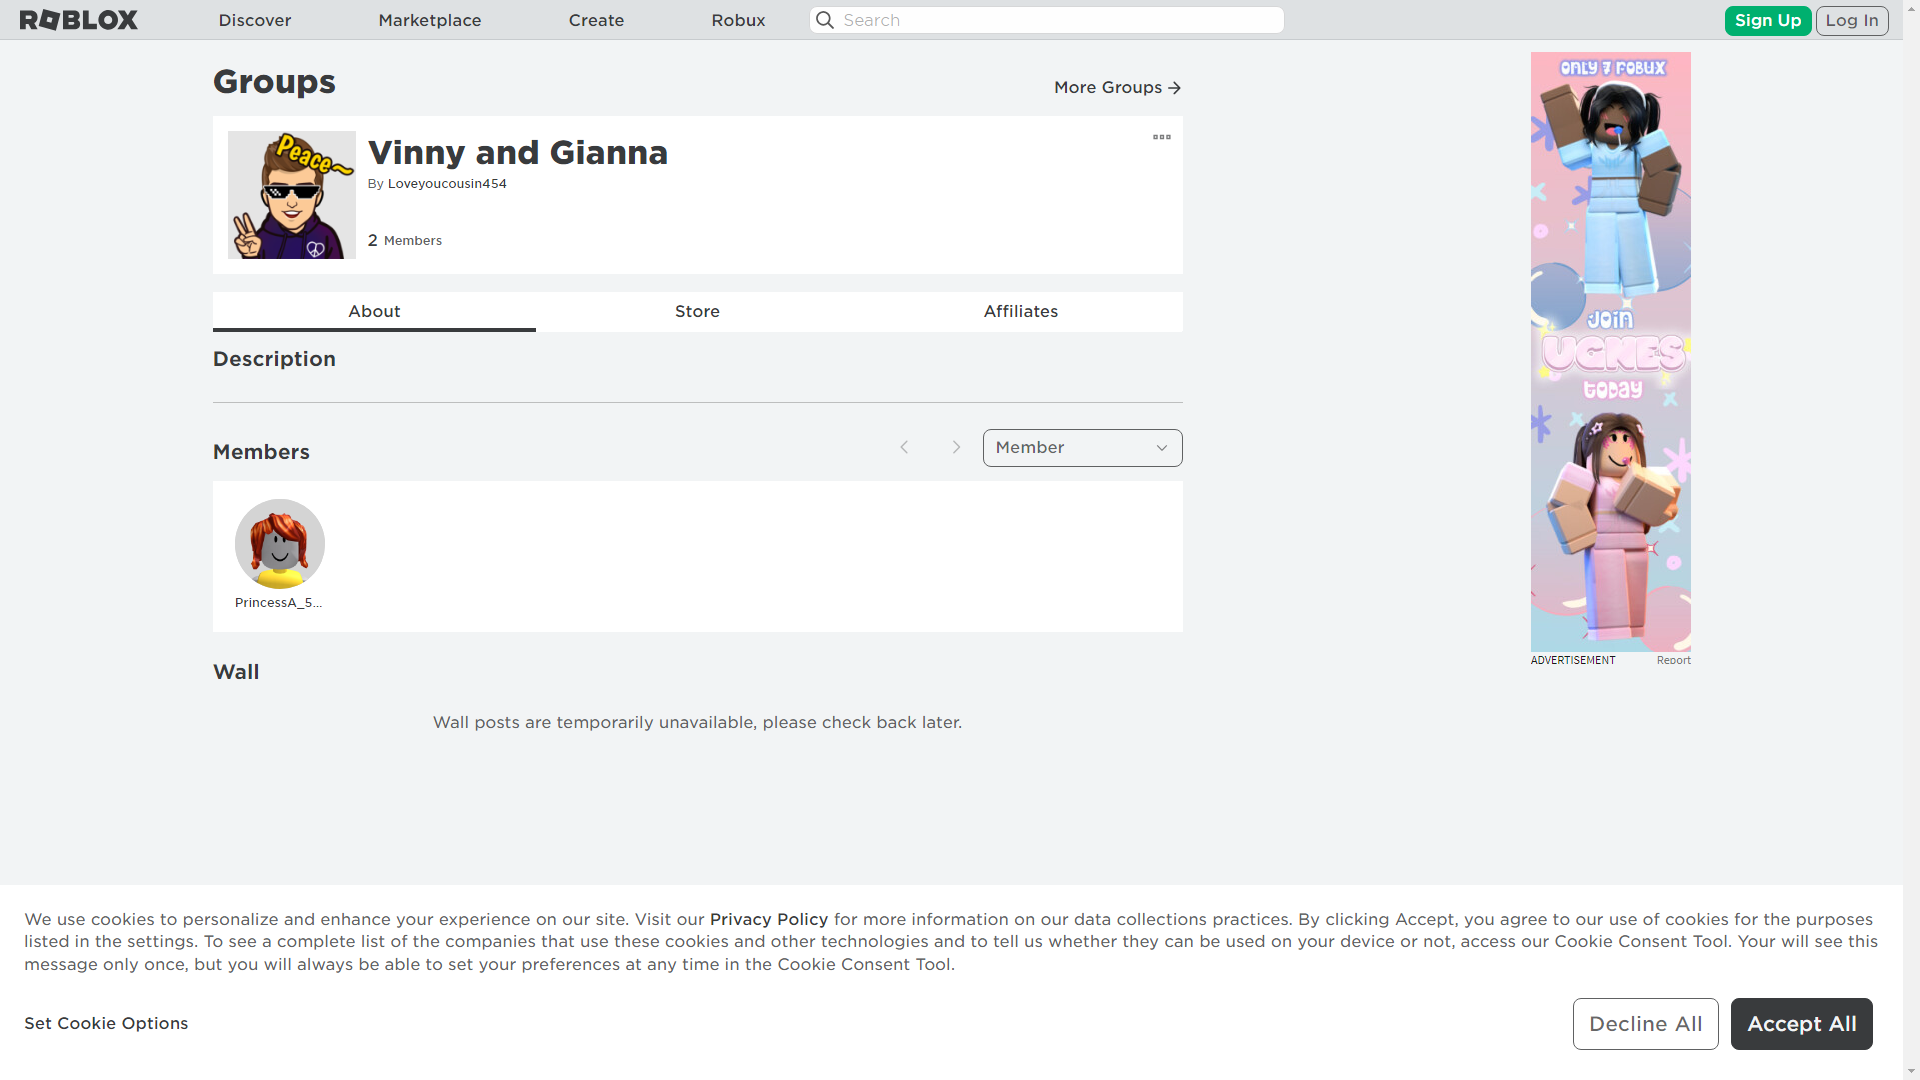 ROBLOX
Discover
Marketplace
Create
Robux
Search
Sign Up
Log In
Groups
More Groups
Peace~
Vinny and Gianna
By Loveyoucousin454
2 Members
About
Store
Affiliates
Description
Members
Member
PrincessA_5...
Wall
Wall posts are temporarily unavailable, please check back later.
ONLY 7 ROBUX
JOIN
UGNES
TODAY
ADVERTISEMENT
Report
We use cookies to personalize and enhance your experience on our site. Visit our Privacy Policy for more information on our data collections practices. By clicking Accept, you agree to our use of cookies for the purposes
listed in the settings. To see a complete list of the companies that use these cookies and other technologies and to tell us whether they can be used on your device or not, access our Cookie Consent Tool. Your will see this
message only once, but you will always be able to set your preferences at any time in the Cookie Consent Tool.
Set Cookie Options
Decline All
Accept All